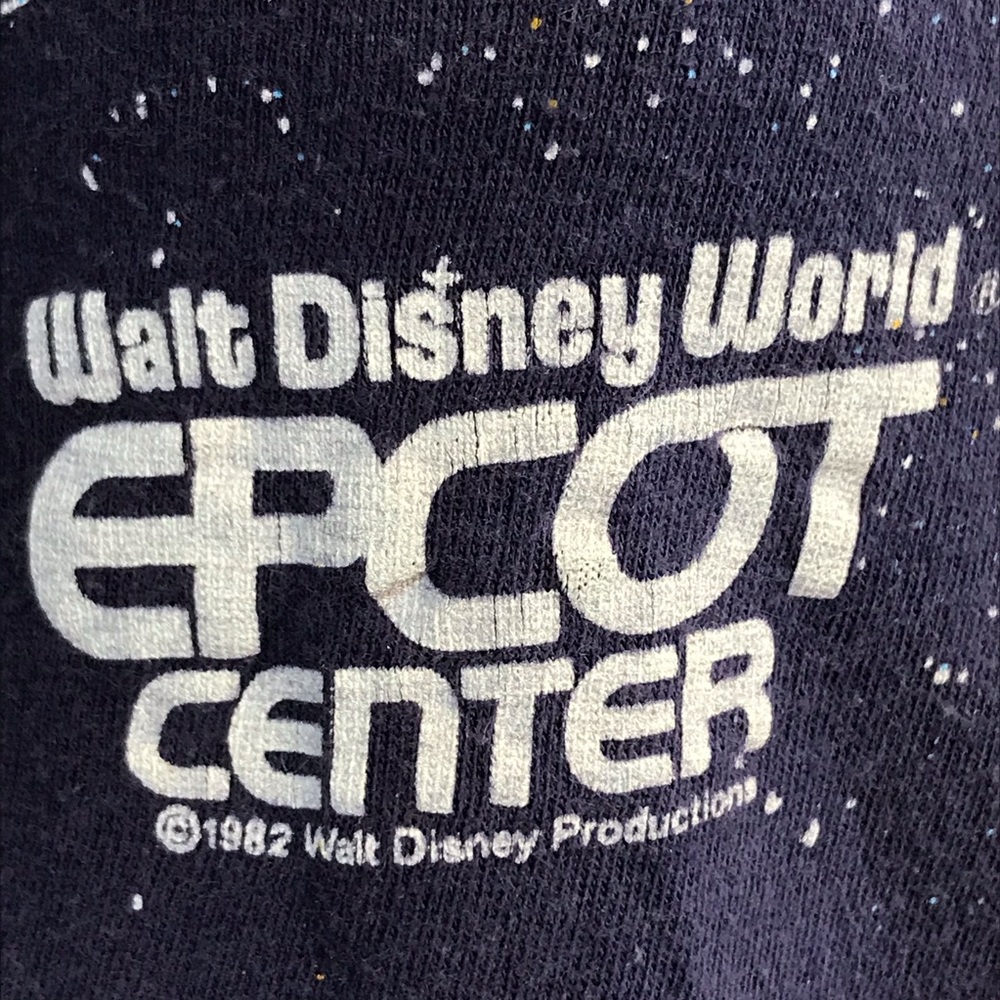 Walt Disney World ®
EPCOT
CENTER
©1982 Walt Disney Productions